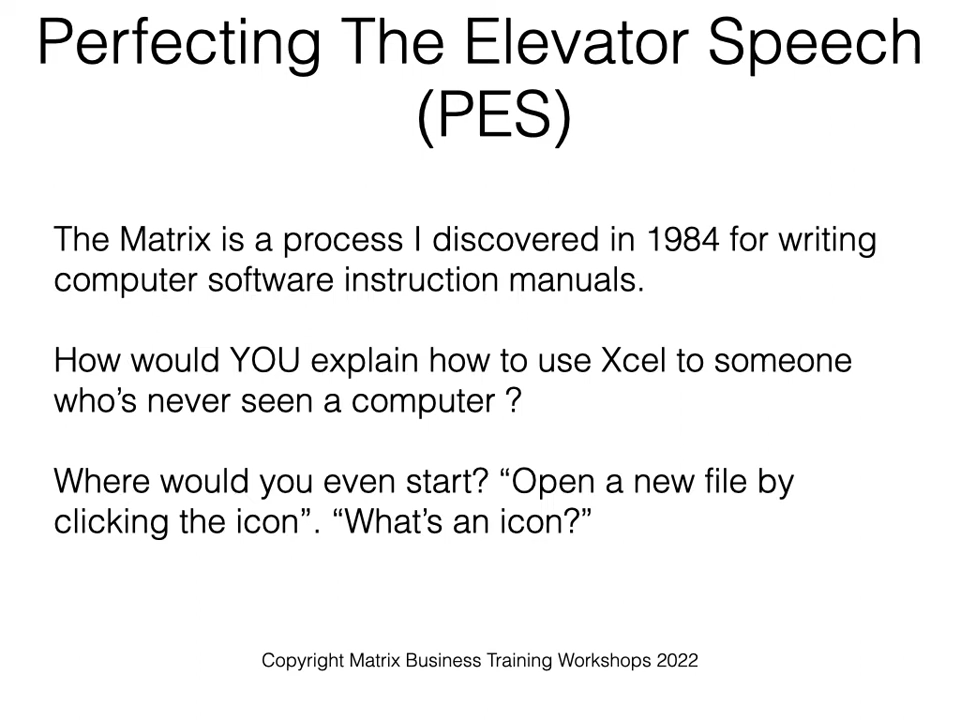 Perfecting The Elevator Speech
(PES)
The Matrix is a process I discovered in 1984 for writing
computer software instruction manuals.
How would YOU explain how to use Xcel to someone
who’s never seen a computer ?
Where would you even start? “Open a new file by
clicking the icon”. “What’s an icon?”
Copyright Matrix Business Training Workshops 2022